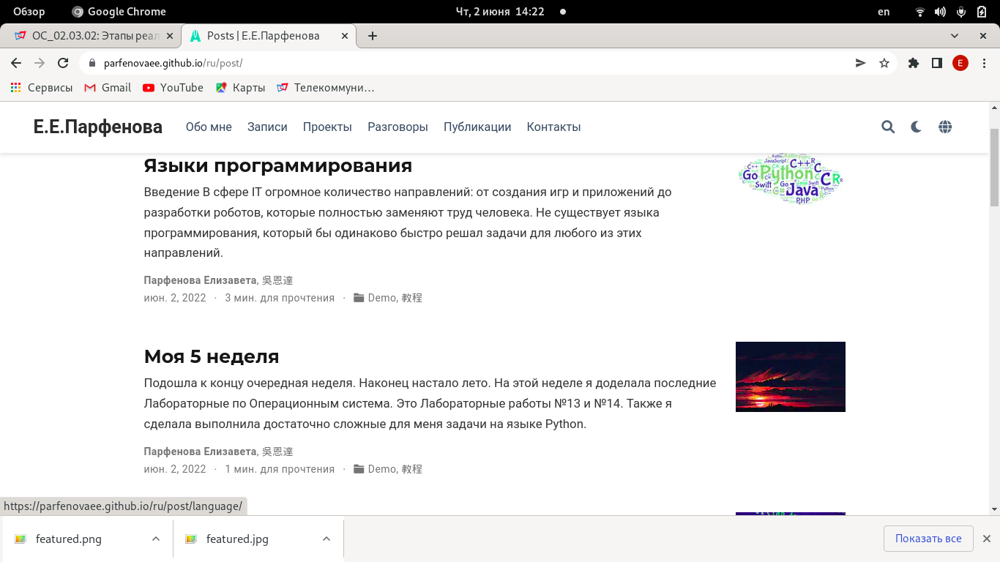 Обзор
Google Chrome
Чт, 2 июня 14:22
en
ОС_02.03.02: Этапы реал
Posts | Е.Е.Парфенова
parfenovaee.github.io/ru/post/
E
Сервисы
Gmail
YouTube
Карты
Телекоммуни…
Е.Е.Парфенова
Обо мне
Записи
Проекты
Разговоры
Публикации
Контакты
Языки программирования
Введение В сфере IT огромное количество направлений: от создания игр и приложений до
разработки роботов, которые полностью заменяют труд человека. Не существует языка
программирования, который бы одинаково быстро решал задачи для любого из этих
направлений.
Парфенова Елизавета, 吳恩達
июн. 2, 2022 · 3 мин. для прочтения · Demo, 教程
Kotlin
JavaScript
C++
C
R
Go
Python
C
R
Swift
Java
Swift
Python
PHP
Go
Моя 5 неделя
Подошла к концу очередная неделя. Наконец настало лето. На этой неделе я доделала последние
Лабораторные по Операционным система. Это Лабораторные работы №13 и №14. Также я
сделала выполнила достаточно сложные для меня задачи на языке Python.
Парфенова Елизавета, 吳恩達
июн. 2, 2022 · 1 мин. для прочтения · Demo, 教程
https://parfenovaee.github.io/ru/post/language/
featured.png
featured.jpg
Показать все